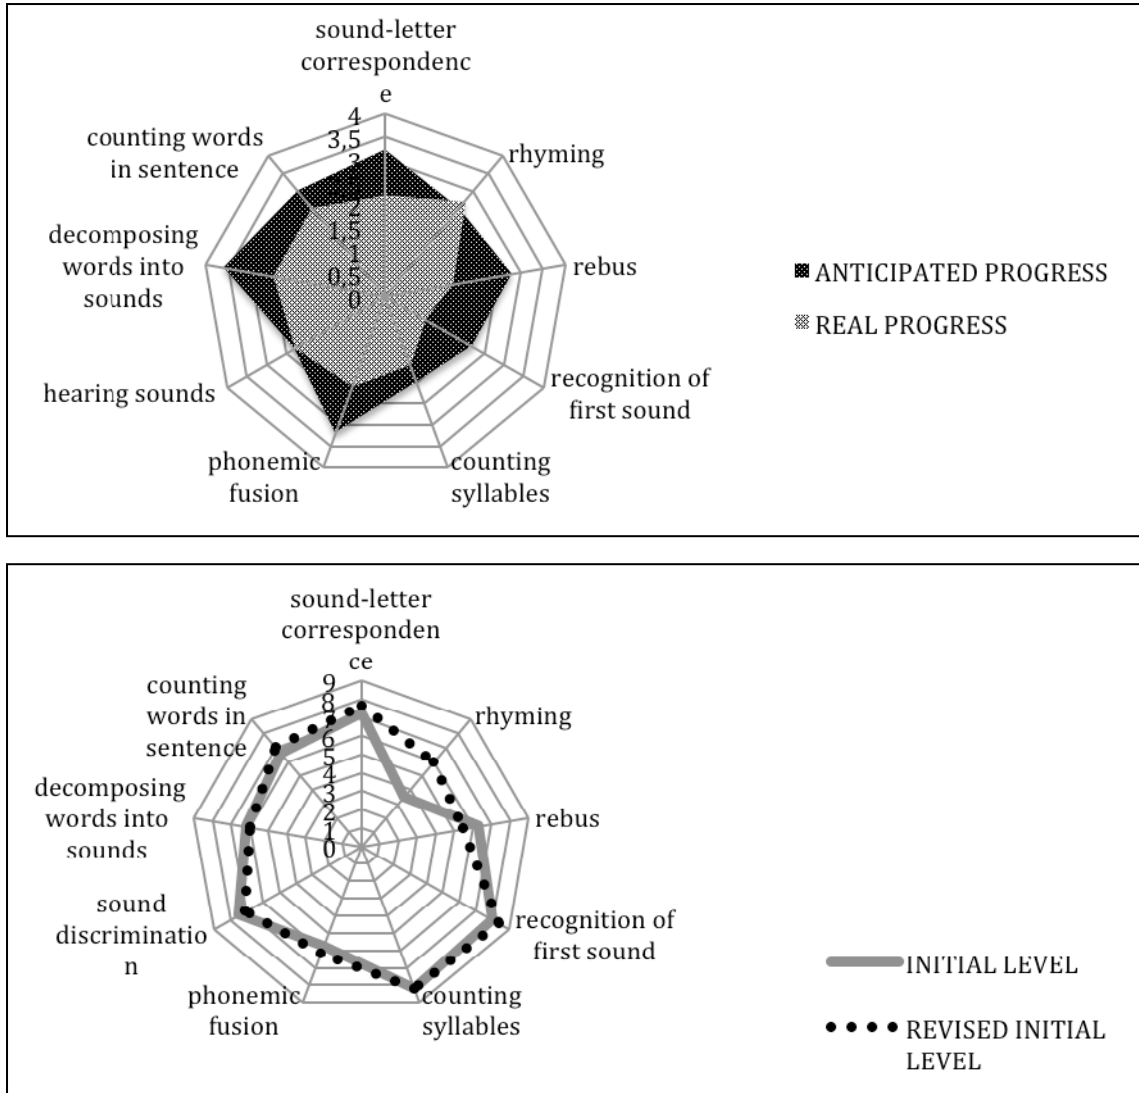 sound-letter
correspondenc
e
4
3,5
3
2
1,5
1
0,5
0
counting words
in sentence
rhyming
decomposing
words into
sounds
rebus
hearing sounds
recognition of
first sound
phonemic
fusion
counting
syllables
ANTICIPATED PROGRESS
REAL PROGRESS
sound-letter
corresponden
ce
9
8
7
6
5
4
3
2
1
0
counting
words in
sentence
rhyming
decomposing
words into
sounds
rebus
sound
discriminatio
n
recognition of
first sound
phonemic
fusion
counting
syllables
INITIAL LEVEL
REVISED INITIAL
LEVEL